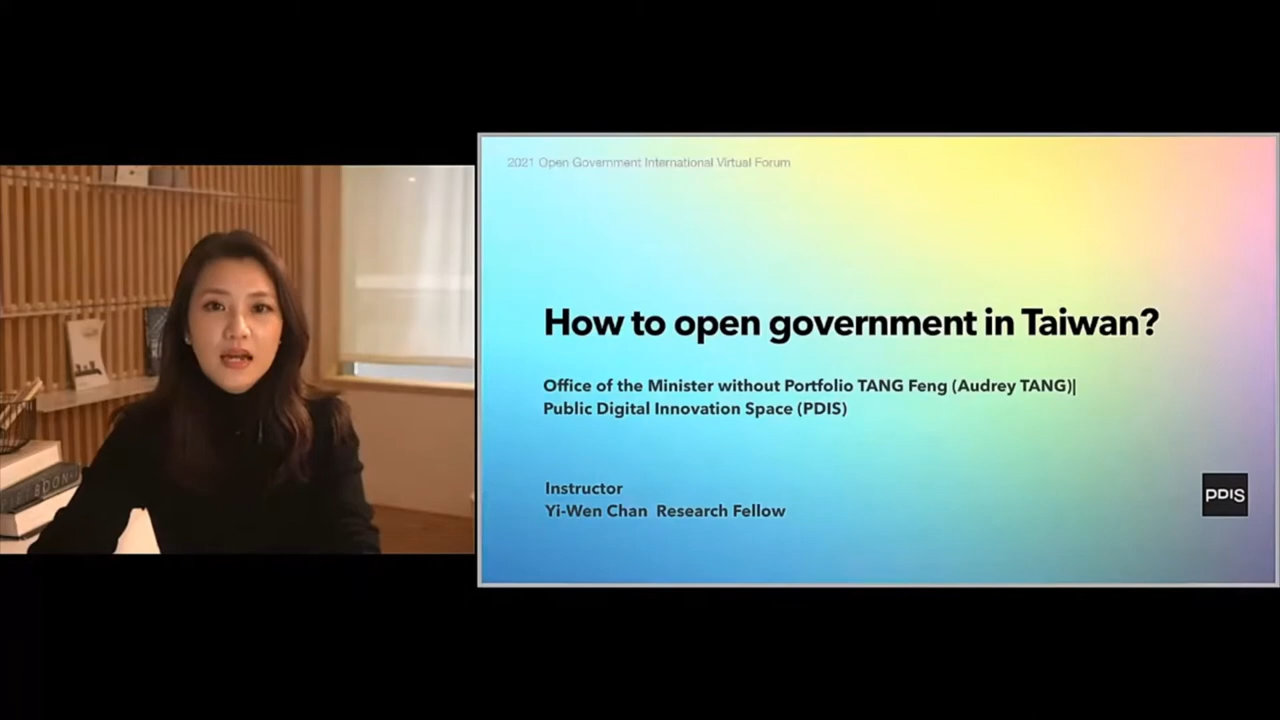 2021 Open Government International Virtual Forum
How to open government in Taiwan?
Office of the Minister without Portfolio TANG Feng (Audrey TANG)|
Public Digital Innovation Space (PDIS)
Instructor
Yi-Wen Chan Research Fellow
PDIS